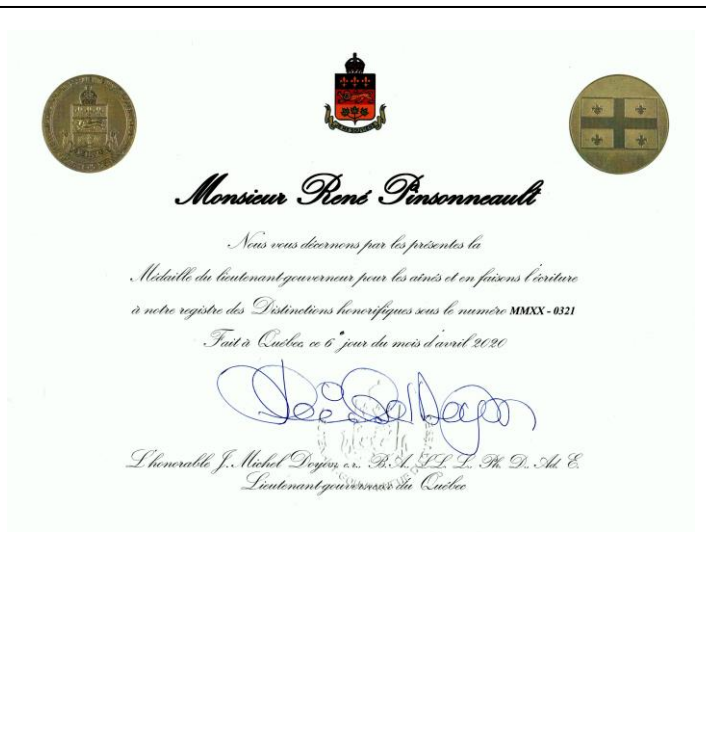 Monsieur René Pinsonneault
Nous vous décernons par les présentes la
Médaille du lieutenant-gouverneur pour les aînés et en faisons l'écriture
à notre registre des Distinctions honorifiques sous le numéro MMXX - 0321
Fait à Québec, ce 6e jour du mois d'avril 2020
L'honorable J. Michel Doyon, c.r., B.A., LL. L., Ph. D., Ad. E.
Lieutenant-gouverneur du Québec